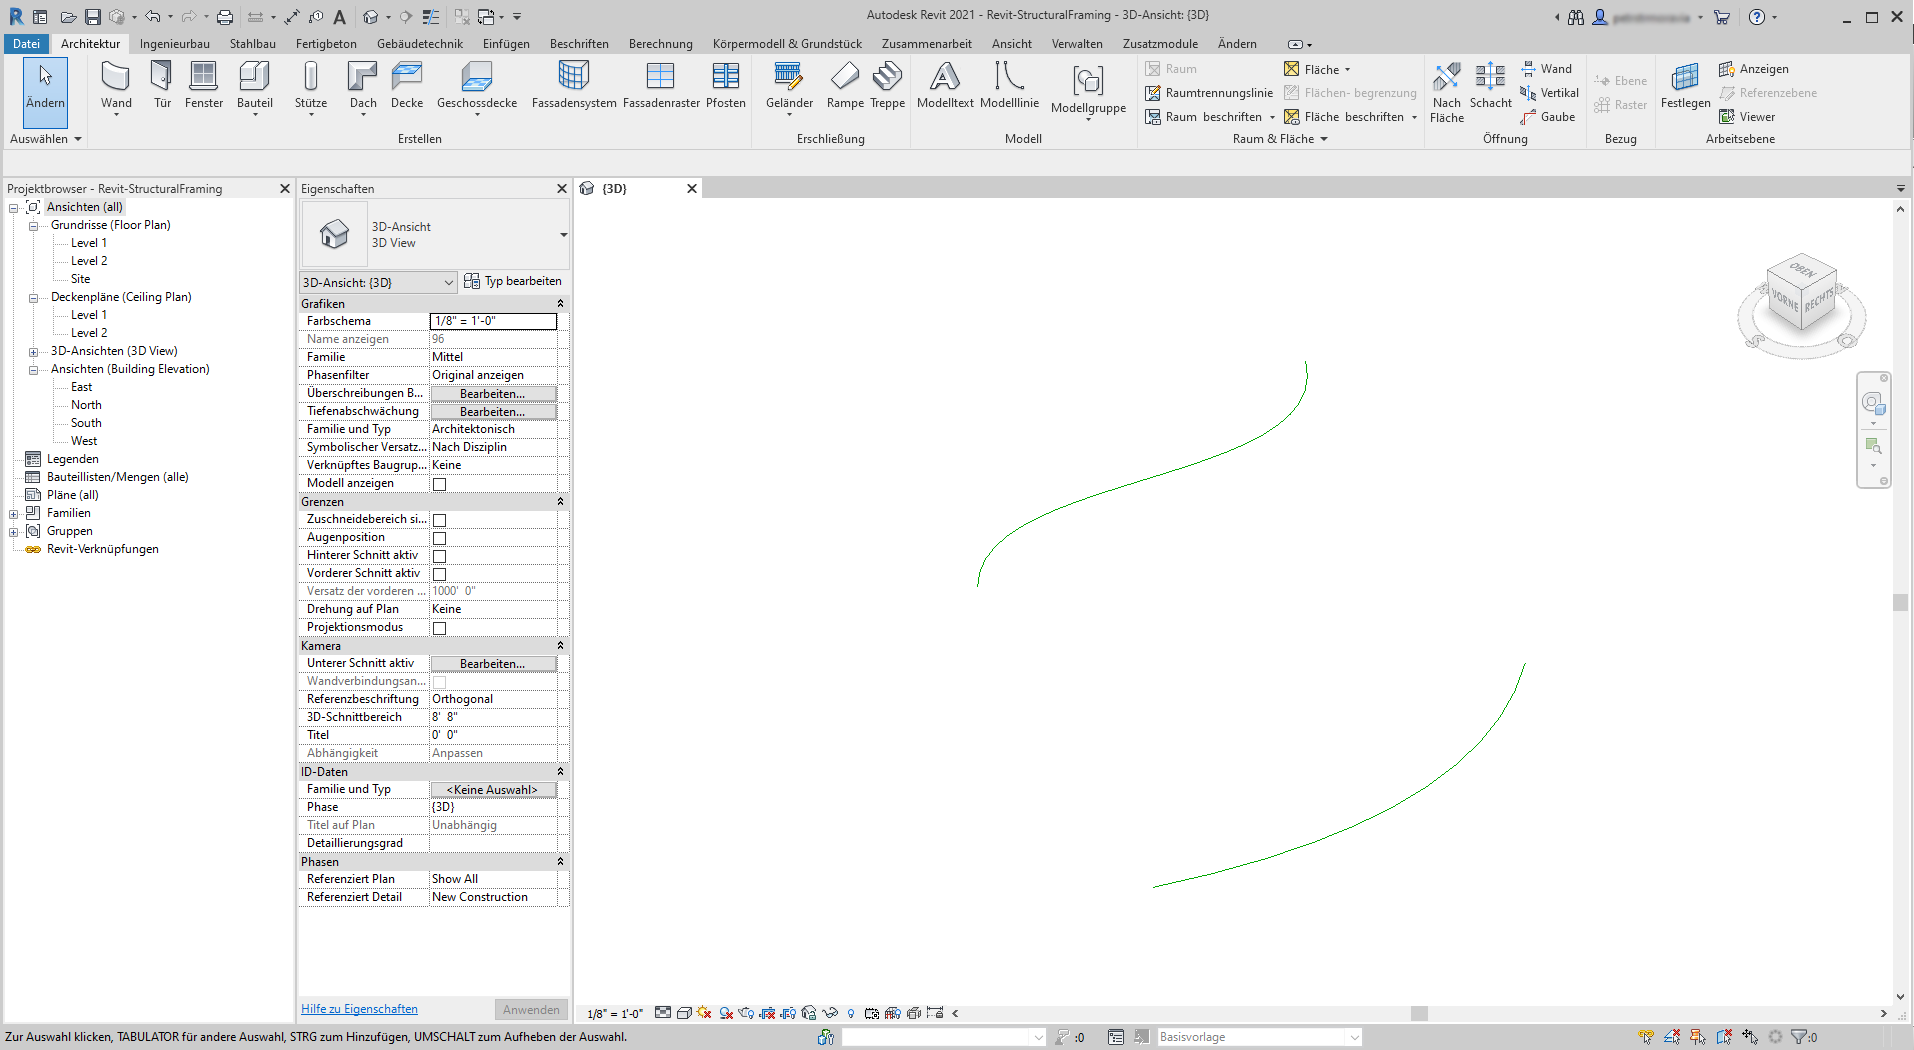 Autodesk Revit 2021 - Revit-StructuralFraming - 3D-Ansicht: {3D}
Datei Architektur Ingenieurbau Stahlbau Fertigbeton Gebäudetechnik Einfügen Beschriften Berechnung Körpermodell & Grundstück Zusammenarbeit Ansicht Verwalten Zusatzmodule Ändern
Ändern
Auswählen
Wand Tür Fenster Bauteil Stütze Dach Decke Geschossdecke Fassadensystem Fassadenraster Pfosten
Erstellen
Geländer Rampe Treppe
Erschließung
Modelltext Modelllinie Modellgruppe
Modell
Raum Fläche
Raumtrennungslinie Flächen- begrenzung
Raum beschriften Fläche beschriften
Raum & Fläche
Nach Fläche Schacht
Wand
Vertikal
Gaube
Öffnung
Ebene
Raster
Bezug
Festlegen
Anzeigen
Referenzebene
Viewer
Arbeitsebene
Projektbrowser - Revit-StructuralFraming
Ansichten (all)
Grundrisse (Floor Plan)
Level 1
Level 2
Site
Deckenpläne (Ceiling Plan)
Level 1
Level 2
3D-Ansichten (3D View)
Ansichten (Building Elevation)
East
North
South
West
Legenden
Bauteillisten/Mengen (alle)
Pläne (all)
Familien
Gruppen
Revit-Verknüpfungen
Eigenschaften
3D-Ansicht
3D View
3D-Ansicht: {3D} Typ bearbeiten
Grafiken
Farbschema 1/8" = 1'-0"
Name anzeigen 96
Familie Mittel
Phasenfilter Original anzeigen
Überschreibungen B... Bearbeiten...
Tiefenabschwächung Bearbeiten...
Familie und Typ Architektonisch
Symbolischer Versatz... Nach Disziplin
Verknüpftes Baugrup... Keine
Modell anzeigen
Grenzen
Zuschneidebereich si...
Augenposition
Hinterer Schnitt aktiv
Vorderer Schnitt aktiv
Versatz der vorderen ... 1000' 0"
Drehung auf Plan Keine
Projektionsmodus
Kamera
Unterer Schnitt aktiv Bearbeiten...
Wandverbindungsan...
Referenzbeschriftung Orthogonal
3D-Schnittbereich 8' 8"
Titel 0' 0"
Abhängigkeit Anpassen
ID-Daten
Familie und Typ <Keine Auswahl>
Phase {3D}
Titel auf Plan Unabhängig
Detaillierungsgrad
Phasen
Referenziert Plan Show All
Referenziert Detail New Construction
Hilfe zu Eigenschaften Anwenden
{3D}
OBEN
VORNE RECHTS
1/8" = 1'-0"
Zur Auswahl klicken, TABULATOR für andere Auswahl, STRG zum Hinzufügen, UMSCHALT zum Aufheben der Auswahl.
:0
Basisvorlage
:0